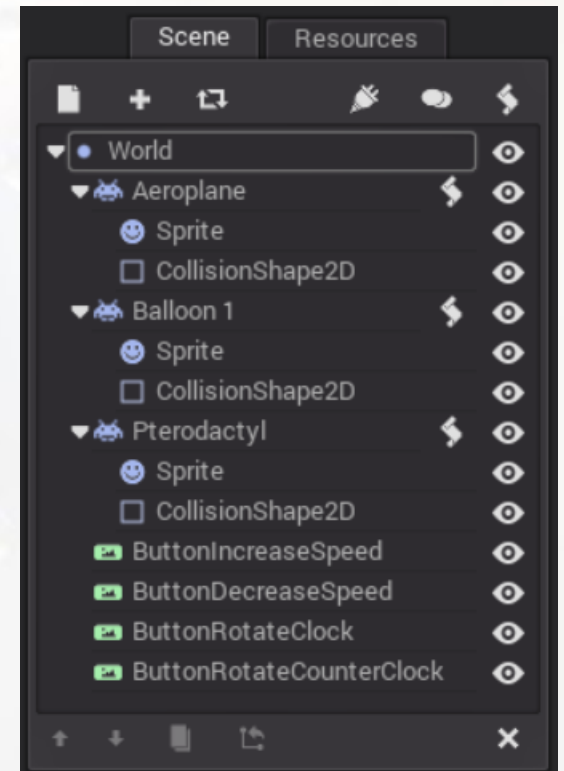 Scene Resources
World
Aeroplane
Sprite
CollisionShape2D
Balloon 1
Sprite
CollisionShape2D
Pterodactyl
Sprite
CollisionShape2D
ButtonIncreaseSpeed
ButtonDecreaseSpeed
ButtonRotateClock
ButtonRotateCounterClock